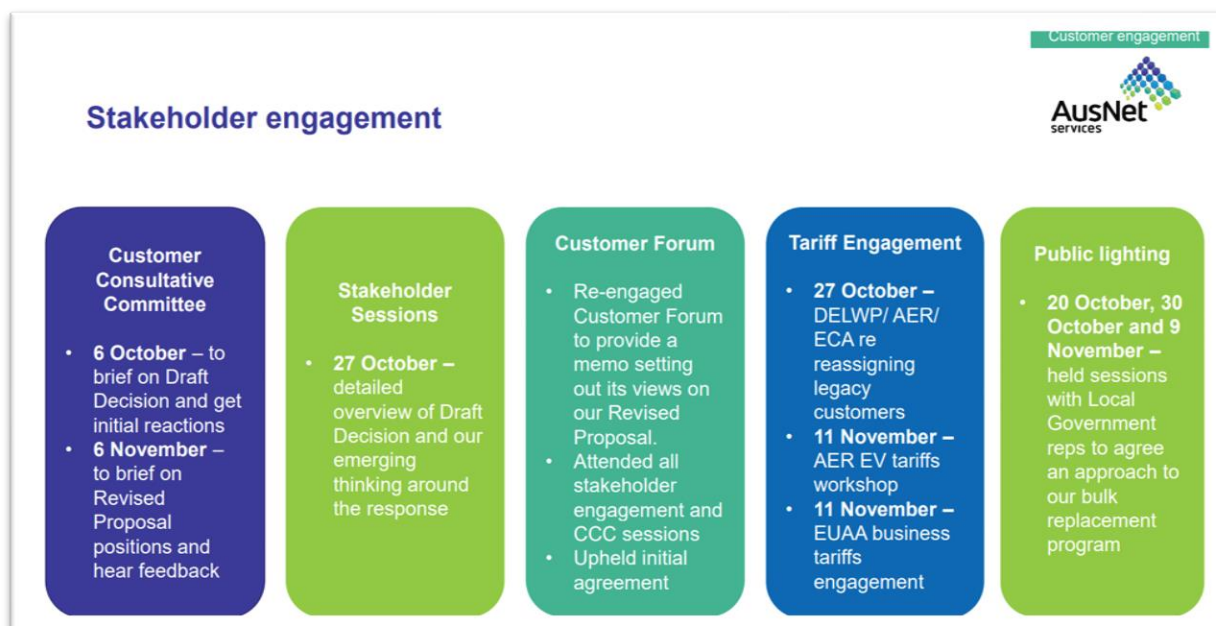 Customer engagement
AusNet
services
Stakeholder engagement
Customer
Consultative
Committee
• 6 October – to
brief on Draft
Decision and get
initial reactions
• 6 November –
to brief on
Revised
Proposal
positions and
hear feedback
Stakeholder
Sessions
• 27 October –
detailed
overview of Draft
Decision and our
emerging
thinking around
the response
Customer Forum
• Re-engaged
Customer Forum
to provide a
memo setting
out its views on
our Revised
Proposal.
• Attended all
stakeholder
engagement and
CCC sessions
• Upheld initial
agreement
Tariff Engagement
• 27 October –
DELWP/ AER/
ECA re
reassigning
legacy
customers
• 11 November –
AER EV tariffs
workshop
• 11 November –
EUAA business
tariffs
engagement
Public lighting
• 20 October, 30
October and 9
November –
held sessions
with Local
Government
reps to agree
an approach to
our bulk
replacement
program